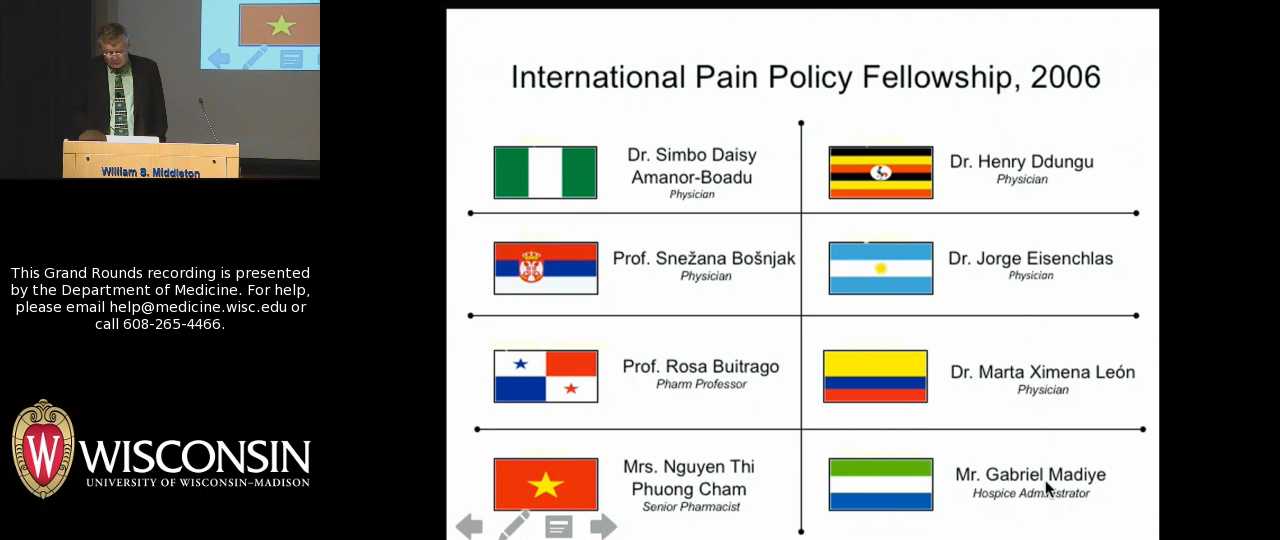 William S. Middleton
This Grand Rounds recording is presented
by the Department of Medicine. For help,
please email help@medicine.wisc.edu or
call 608-265-4466.
W
WISCONSIN
UNIVERSITY OF WISCONSIN–MADISON
International Pain Policy Fellowship, 2006
Dr. Simbo Daisy
Amanor-Boadu
Physician
Dr. Henry Ddungu
Physician
Prof. Snežana Bošnjak
Physician
Dr. Jorge Eisenchlas
Physician
Prof. Rosa Buitrago
Pharm Professor
Dr. Marta Ximena León
Physician
Mrs. Nguyen Thi
Phuong Cham
Senior Pharmacist
Mr. Gabriel Madiye
Hospice